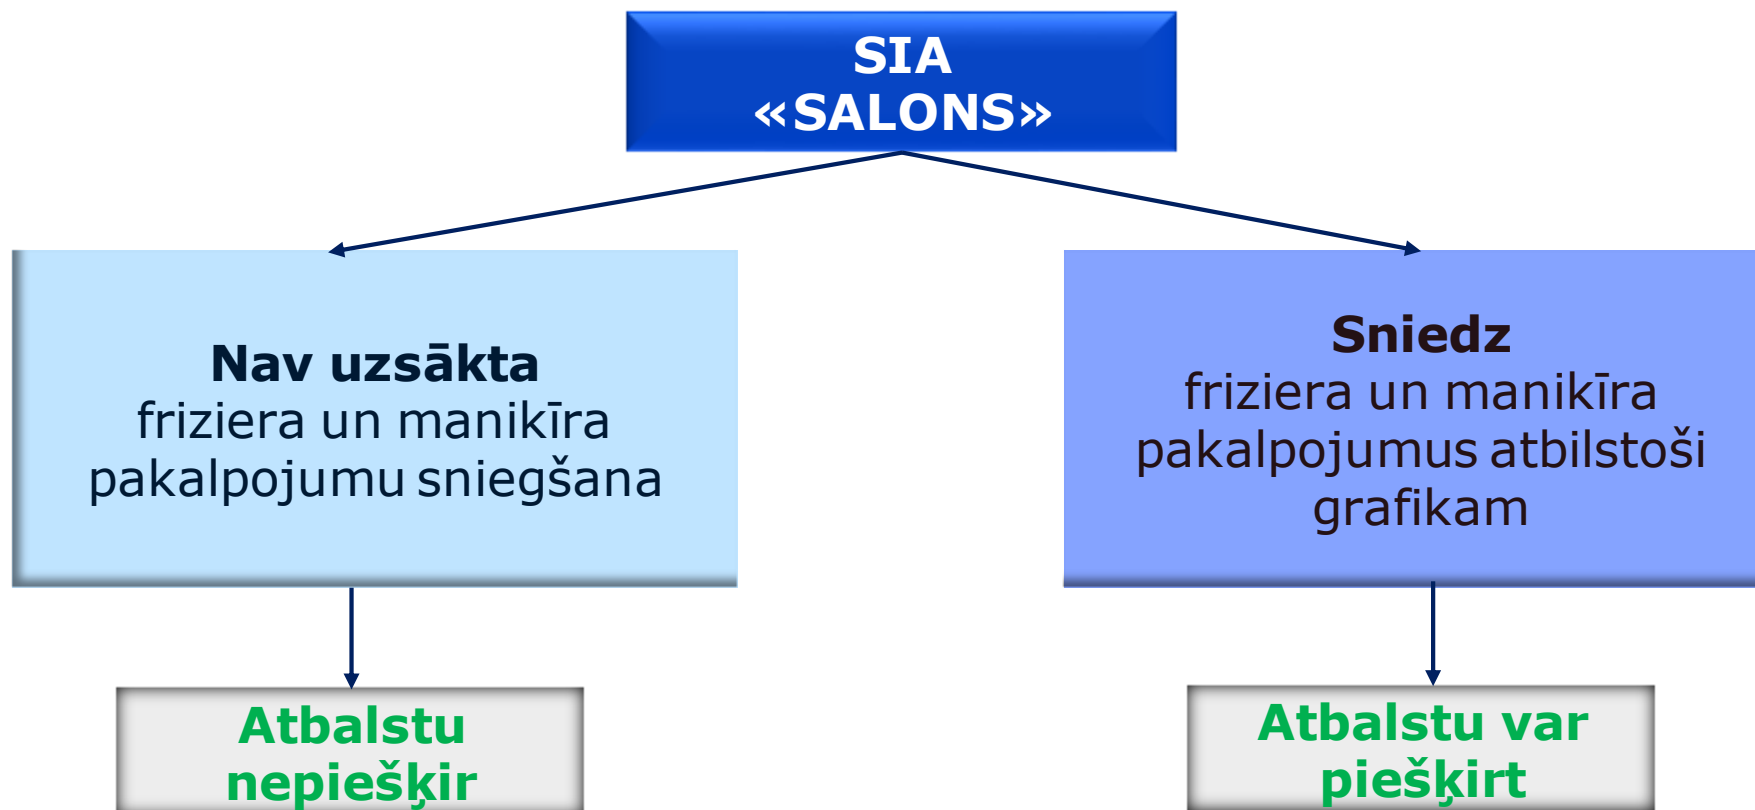 SIA
«SALONS»
Nav uzsākta
friziera un manikīra
pakalpojumu sniegšana
Sniedz
friziera un manikīra
pakalpojumus atbilstoši
grafikam
Atbalstu
nepiešķir
Atbalstu var
piešķirt